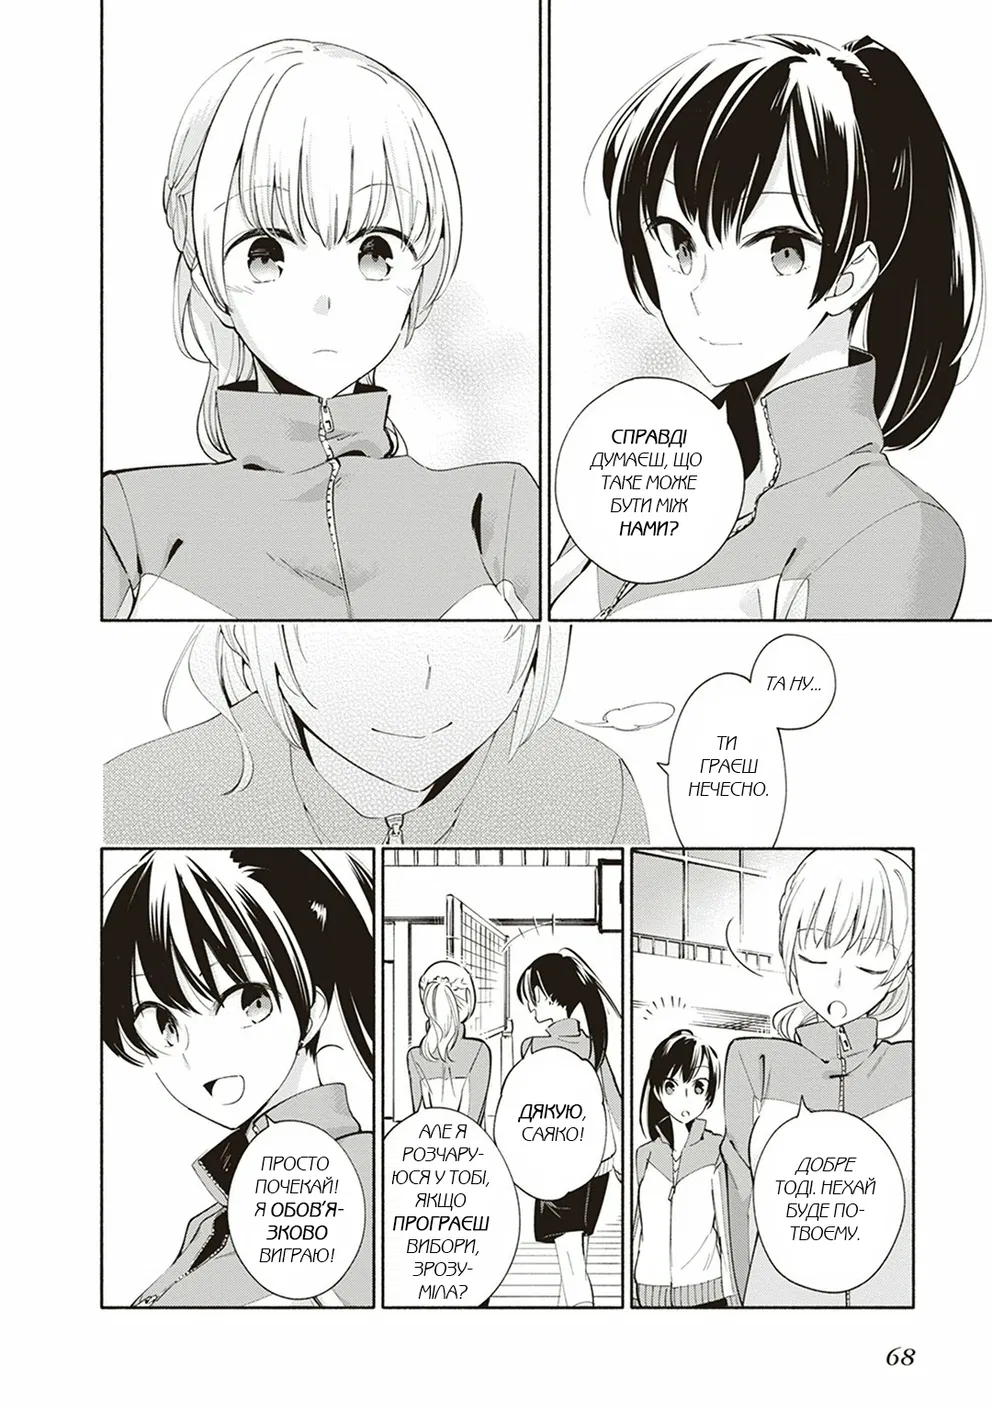 СПРАВДІ
ДУМАЄШ, ЩО
ТАКЕ МОЖЕ
БУТИ МІЖ
НАМИ?
ТА НУ...
ТИ
ГРАЄШ
НЕЧЕСНО.
ДОБРЕ
ТОДІ. НЕХАЙ
БУДЕ ПО-
ТВОЄМУ.
ДЯКУЮ,
САЯКО!
АЛЕ Я
РОЗЧАРУ-
ЮСЯ У ТОБІ,
ЯКЩО
ПРОГРАЄШ
ВИБОРИ,
ЗРОЗУ-
МІЛА?
ПРОСТО
ПОЧЕКАЙ!
Я ОБОВ'Я-
ЗКОВО
ВИГРАЮ!
68